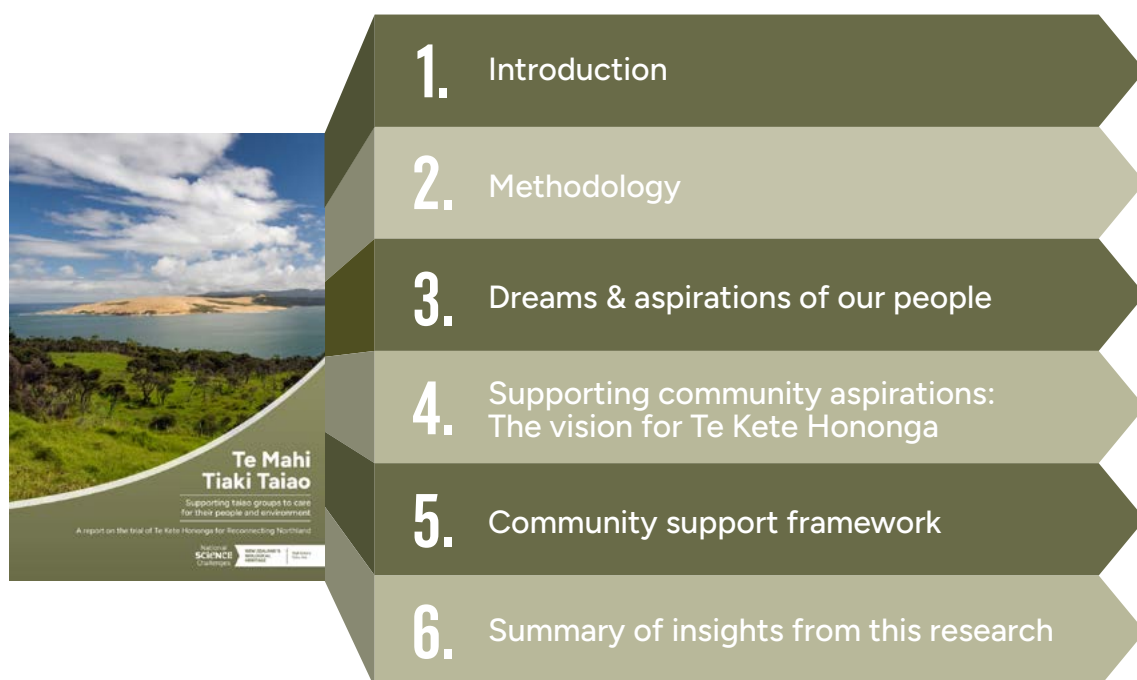 1. Introduction
2. Methodology
3. Dreams & aspirations of our people
4. Supporting community aspirations:
The vision for Te Kete Hononga
5. Community support framework
6. Summary of insights from this research
Te Mahi
Tiaki Taiao
Supporting taiao groups to care
for their people and environment
A report on the trial of Te Kete Hononga for Reconnecting Northland
National
SCiENCE
Challenges
NEW ZEALAND'S
BIOLOGICAL
HERITAGE